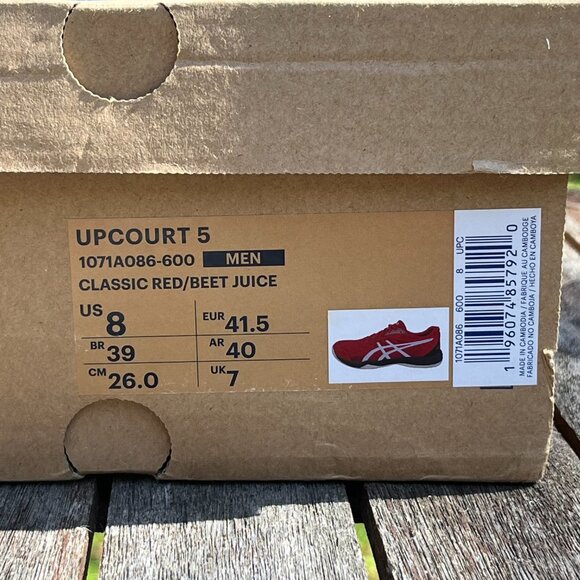 UPCOURT 5
1071A086-600 MEN
CLASSIC RED/BEET JUICE
US 8 EUR 41.5
BR 39 AR 40
CM 26.0 UK 7
1071A086 600 8 UPC
1 96074 85792 0
MADE IN CAMBODIA / FABRIQUE AU CAMBODGE
FABRICADO NO CAMBOJA / HECHO EN CAMBOYA